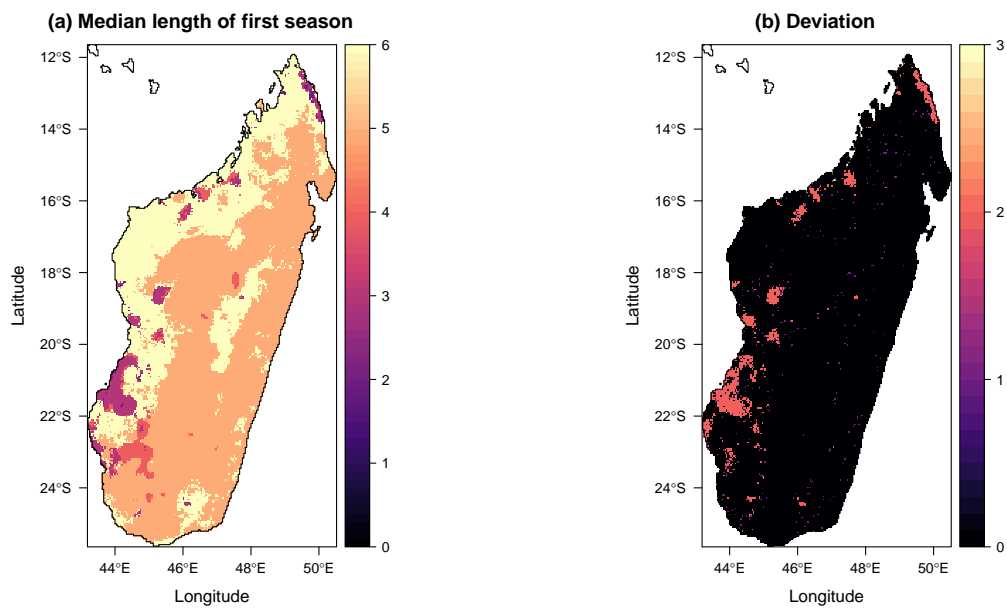 (a) Median length of first season
12°S
14°S
16°S
18°S
20°S
22°S
24°S
Latitude
44°E 46°E 48°E 50°E
Longitude
6
5
4
3
2
1
0
(b) Deviation
12°S
14°S
16°S
18°S
20°S
22°S
24°S
Latitude
44°E 46°E 48°E 50°E
Longitude
3
2
1
0